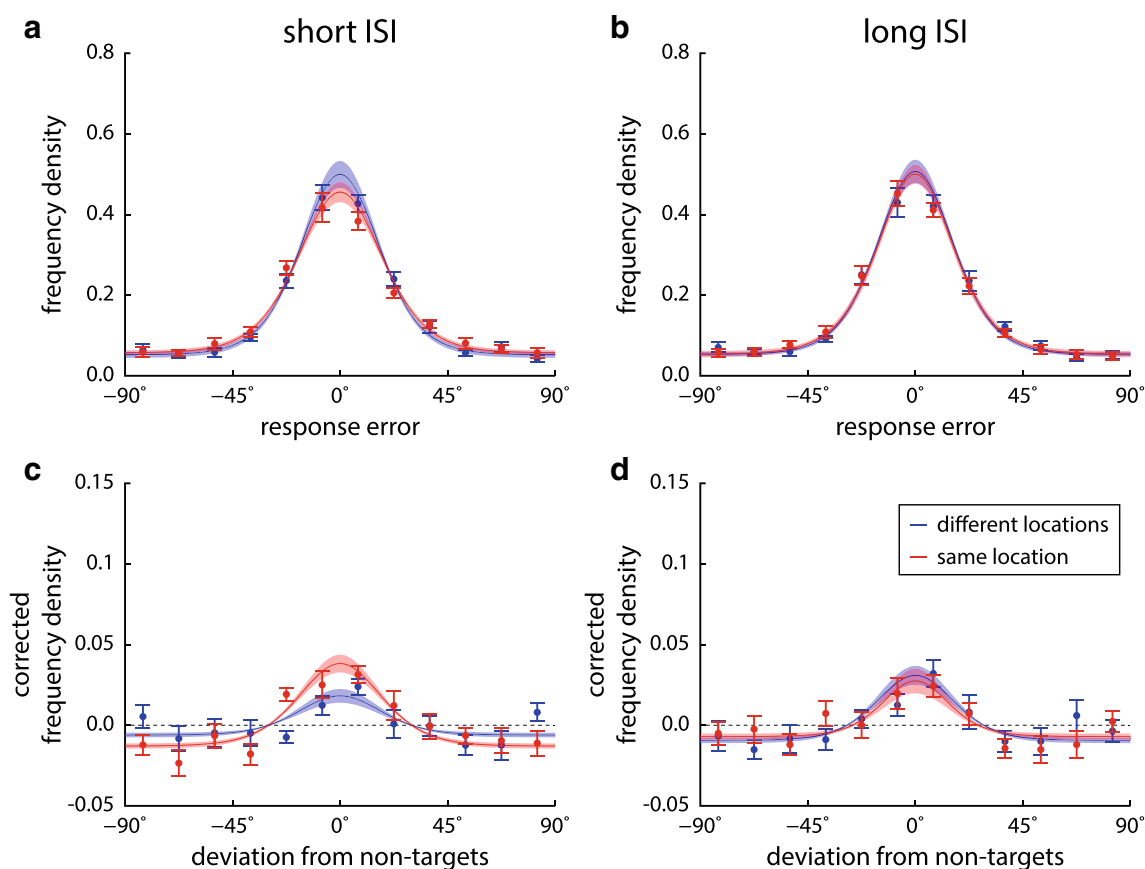 a
short ISI
b
long ISI
0.8
0.6
0.4
0.2
0.0
frequency density
−90˚
−45˚
0˚
45˚
90˚
response error
0.8
0.6
0.4
0.2
0.0
frequency density
−90˚
−45˚
0˚
45˚
90˚
response error
c
0.15
0.1
0.05
0.0
-0.05
corrected
frequency density
−90˚
−45˚
0˚
45˚
90˚
deviation from non-targets
d
0.15
0.1
0.05
0.0
-0.05
corrected
frequency density
different locations
same location
−90˚
−45˚
0˚
45˚
90˚
deviation from non-targets